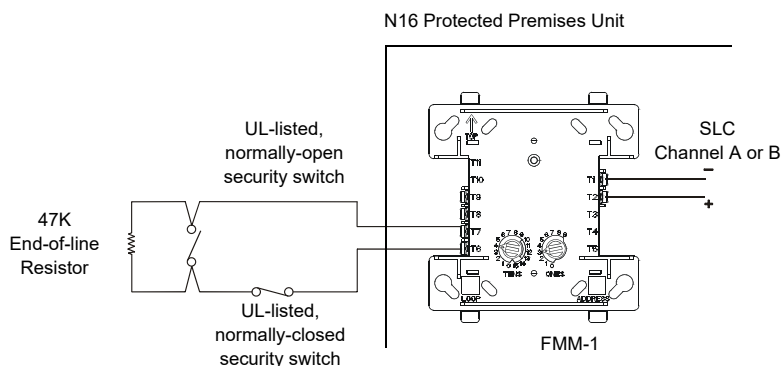 N16 Protected Premises Unit
UL-listed,
normally-open
security switch
SLC
Channel A or B
–
+
47K
End-of-line
Resistor
UL-listed,
normally-closed
security switch
TOP
T11
T10
T9
T8
T7
T6
T1
T2
T3
T4
T5
TENS
ONES
LOOP
ADDRESS
FMM-1